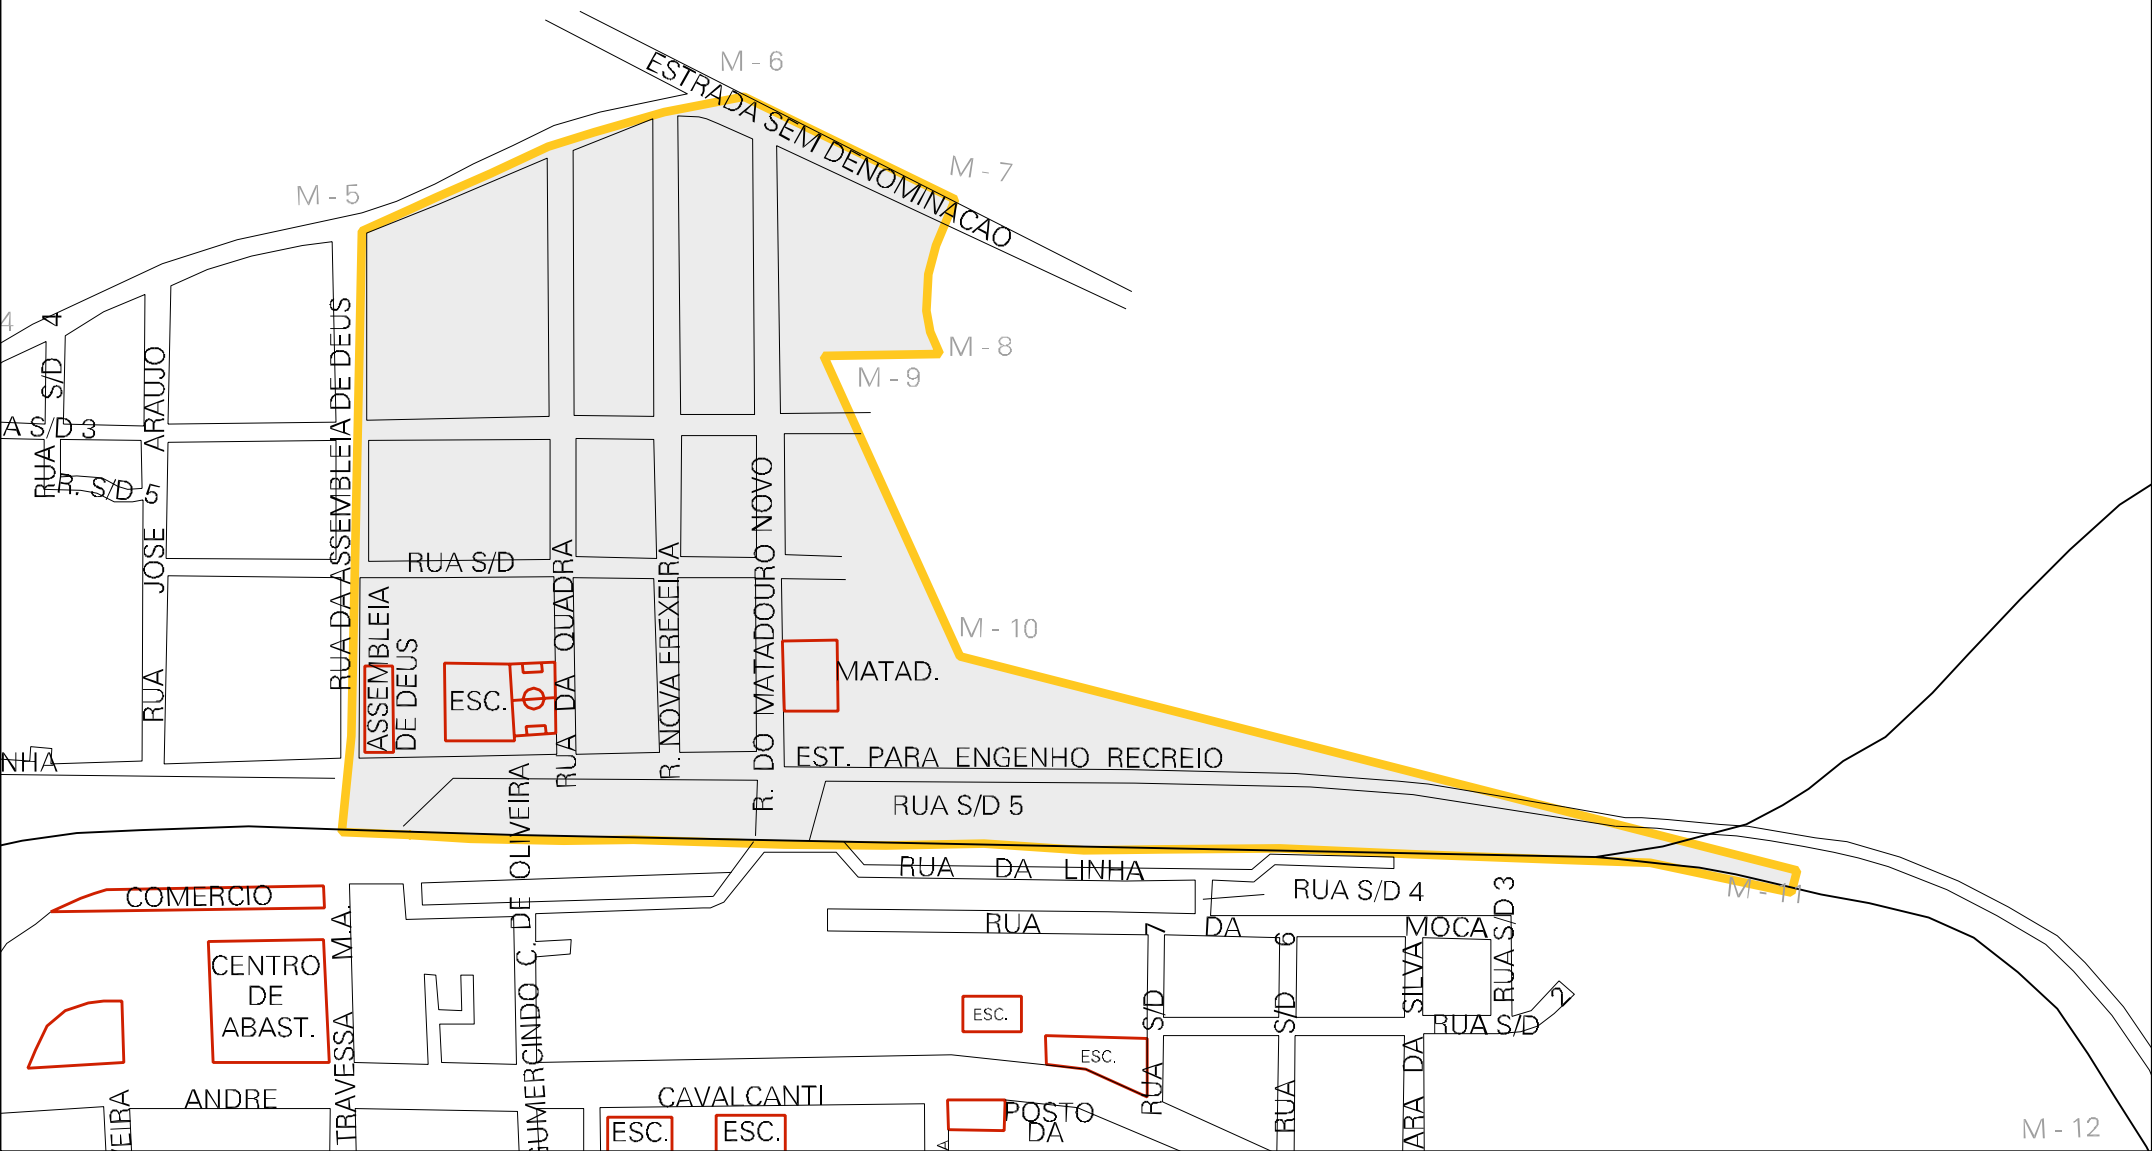 M - 6
ESTRADA SEM DENOMINACAO
M - 7
M - 5
4
M - 8
M - 9
RUA S/D 4
A S/D 3
R. S/D 5
RUA JOSE ARAUJO
RUA DA ASSEMBLEIA DE DEUS
RUA S/D
RUA DA QUADRA
R. NOVA FREXEIRA
R. DO MATADOURO NOVO
M - 10
ASSEMBLEIA
DE DEUS
ESC.
MATAD.
NHA
EST. PARA ENGENHO RECREIO
RUA S/D 5
RUA DA LINHA
RUA S/D 4
M - 11
COMERCIO
RUA DA MOCA
RUA S/D 3
CENTRO
DE
ABAST.
TRAVESSA M.A.
GUMERCINDO C. DE OLIVEIRA
ESC.
ESC.
RUA S/D 7
RUA S/D 6
ARA DA SILVA
RUA S/D 2
VEIRA
ANDRE CAVALCANTI
ESC.
ESC.
POSTO
DA
A
M - 12